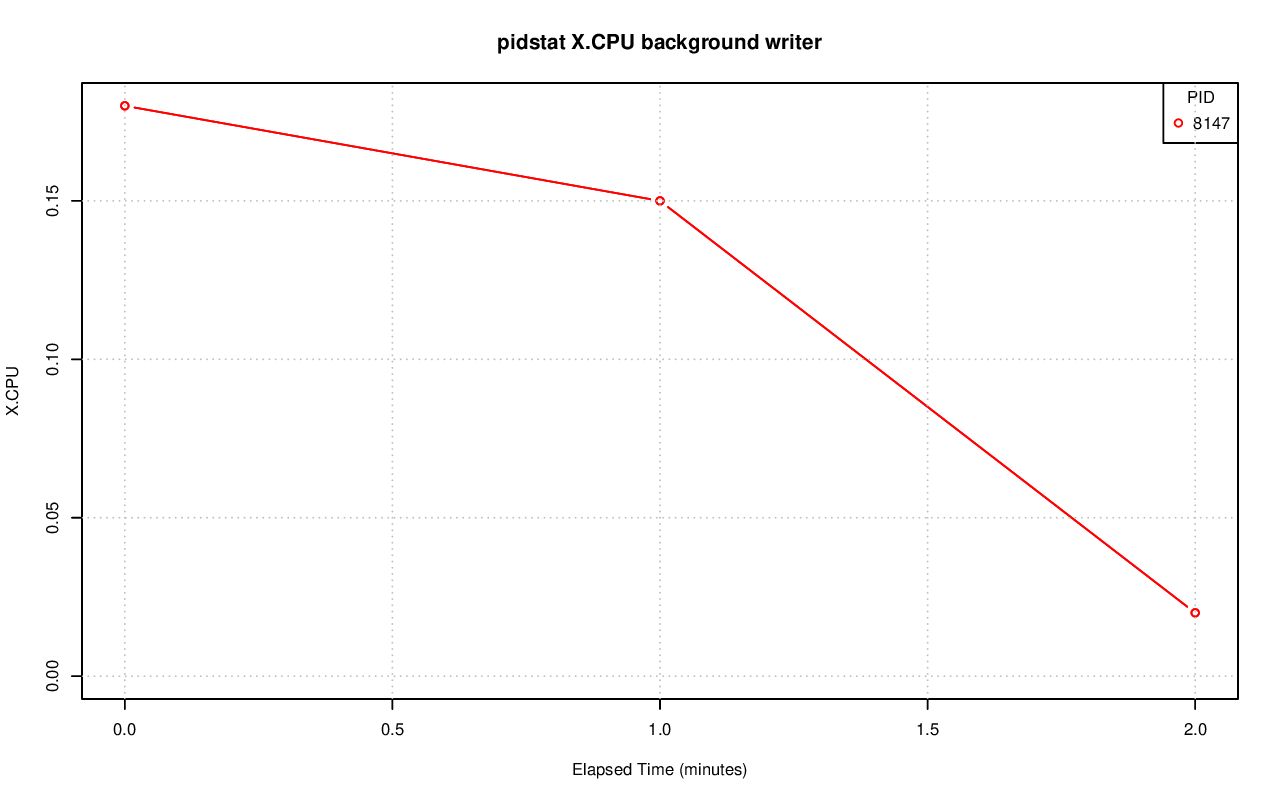 pidstat X.CPU background writer
PID
8147
0.15
0.10
0.05
0.00
X.CPU
0.0
0.5
1.0
1.5
2.0
Elapsed Time (minutes)